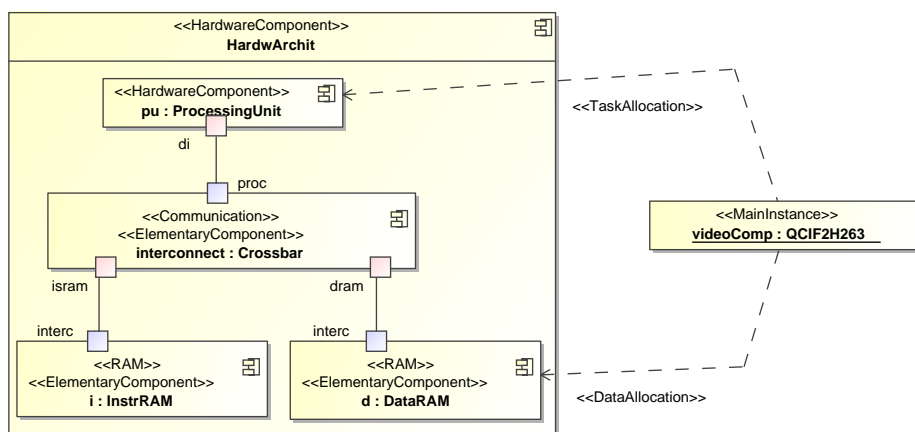 <<HardwareComponent>>
HardwArchit
<<HardwareComponent>>
pu : ProcessingUnit
di
proc
<<Communication>>
<<ElementaryComponent>>
interconnect : Crossbar
isram
dram
interc
interc
<<RAM>>
<<ElementaryComponent>>
i : InstrRAM
<<RAM>>
<<ElementaryComponent>>
d : DataRAM
<<TaskAllocation>>
<<MainInstance>>
videoComp : QCIF2H263
<<DataAllocation>>